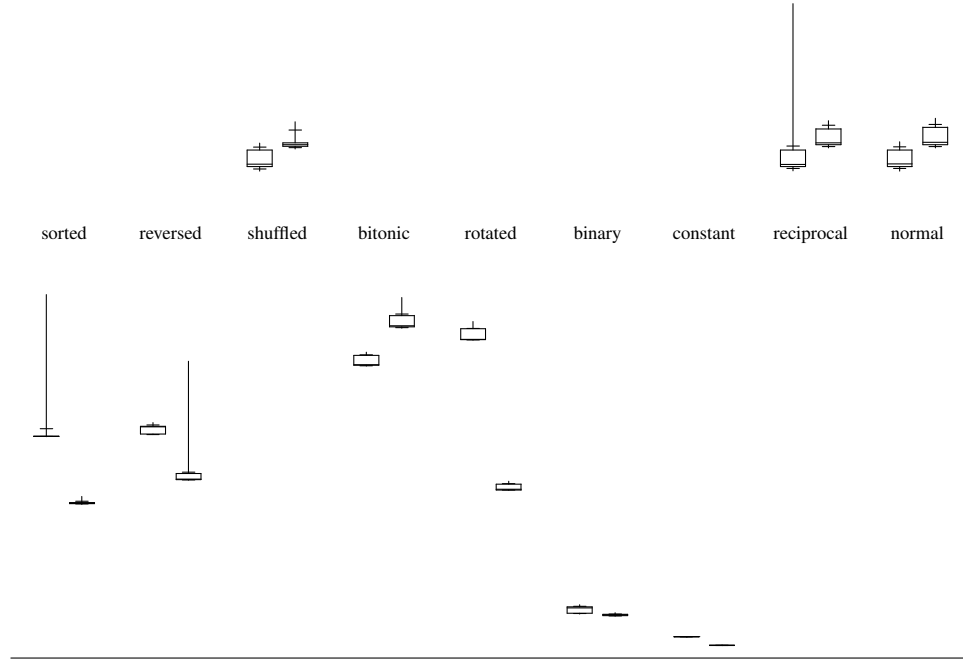 sorted reversed shuffled bitonic rotated binary constant reciprocal normal